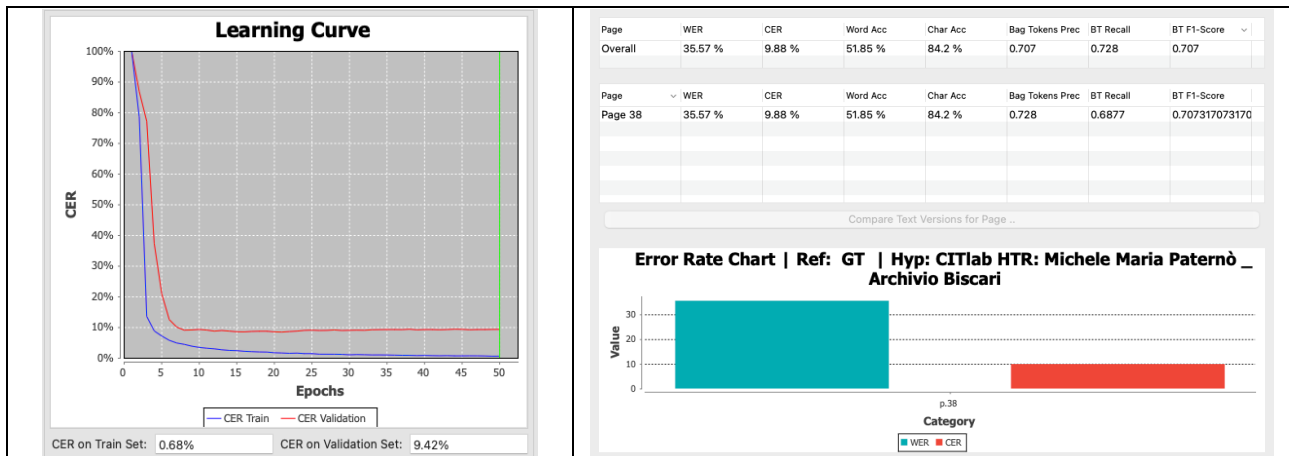 Learning Curve
100%
90%
80%
70%
60%
50%
40%
30%
20%
10%
0%
CER
0 5 10 15 20 25 30 35 40 45 50
Epochs
CER Train CER Validation
CER on Train Set: 0.68% CER on Validation Set: 9.42%
Page WER CER Word Acc Char Acc Bag Tokens Prec BT Recall BT F1-Score
Overall 35.57 % 9.88 % 51.85 % 84.2 % 0.707 0.728 0.707
Page WER CER Word Acc Char Acc Bag Tokens Prec BT Recall BT F1-Score
Page 38 35.57 % 9.88 % 51.85 % 84.2 % 0.728 0.6877 0.707317073170
Compare Text Versions for Page ..
Error Rate Chart | Ref: GT | Hyp: CITlab HTR: Michele Maria Paternò _
Archivio Biscari
30
20
10
0
Value
p.38
Category
WER CER